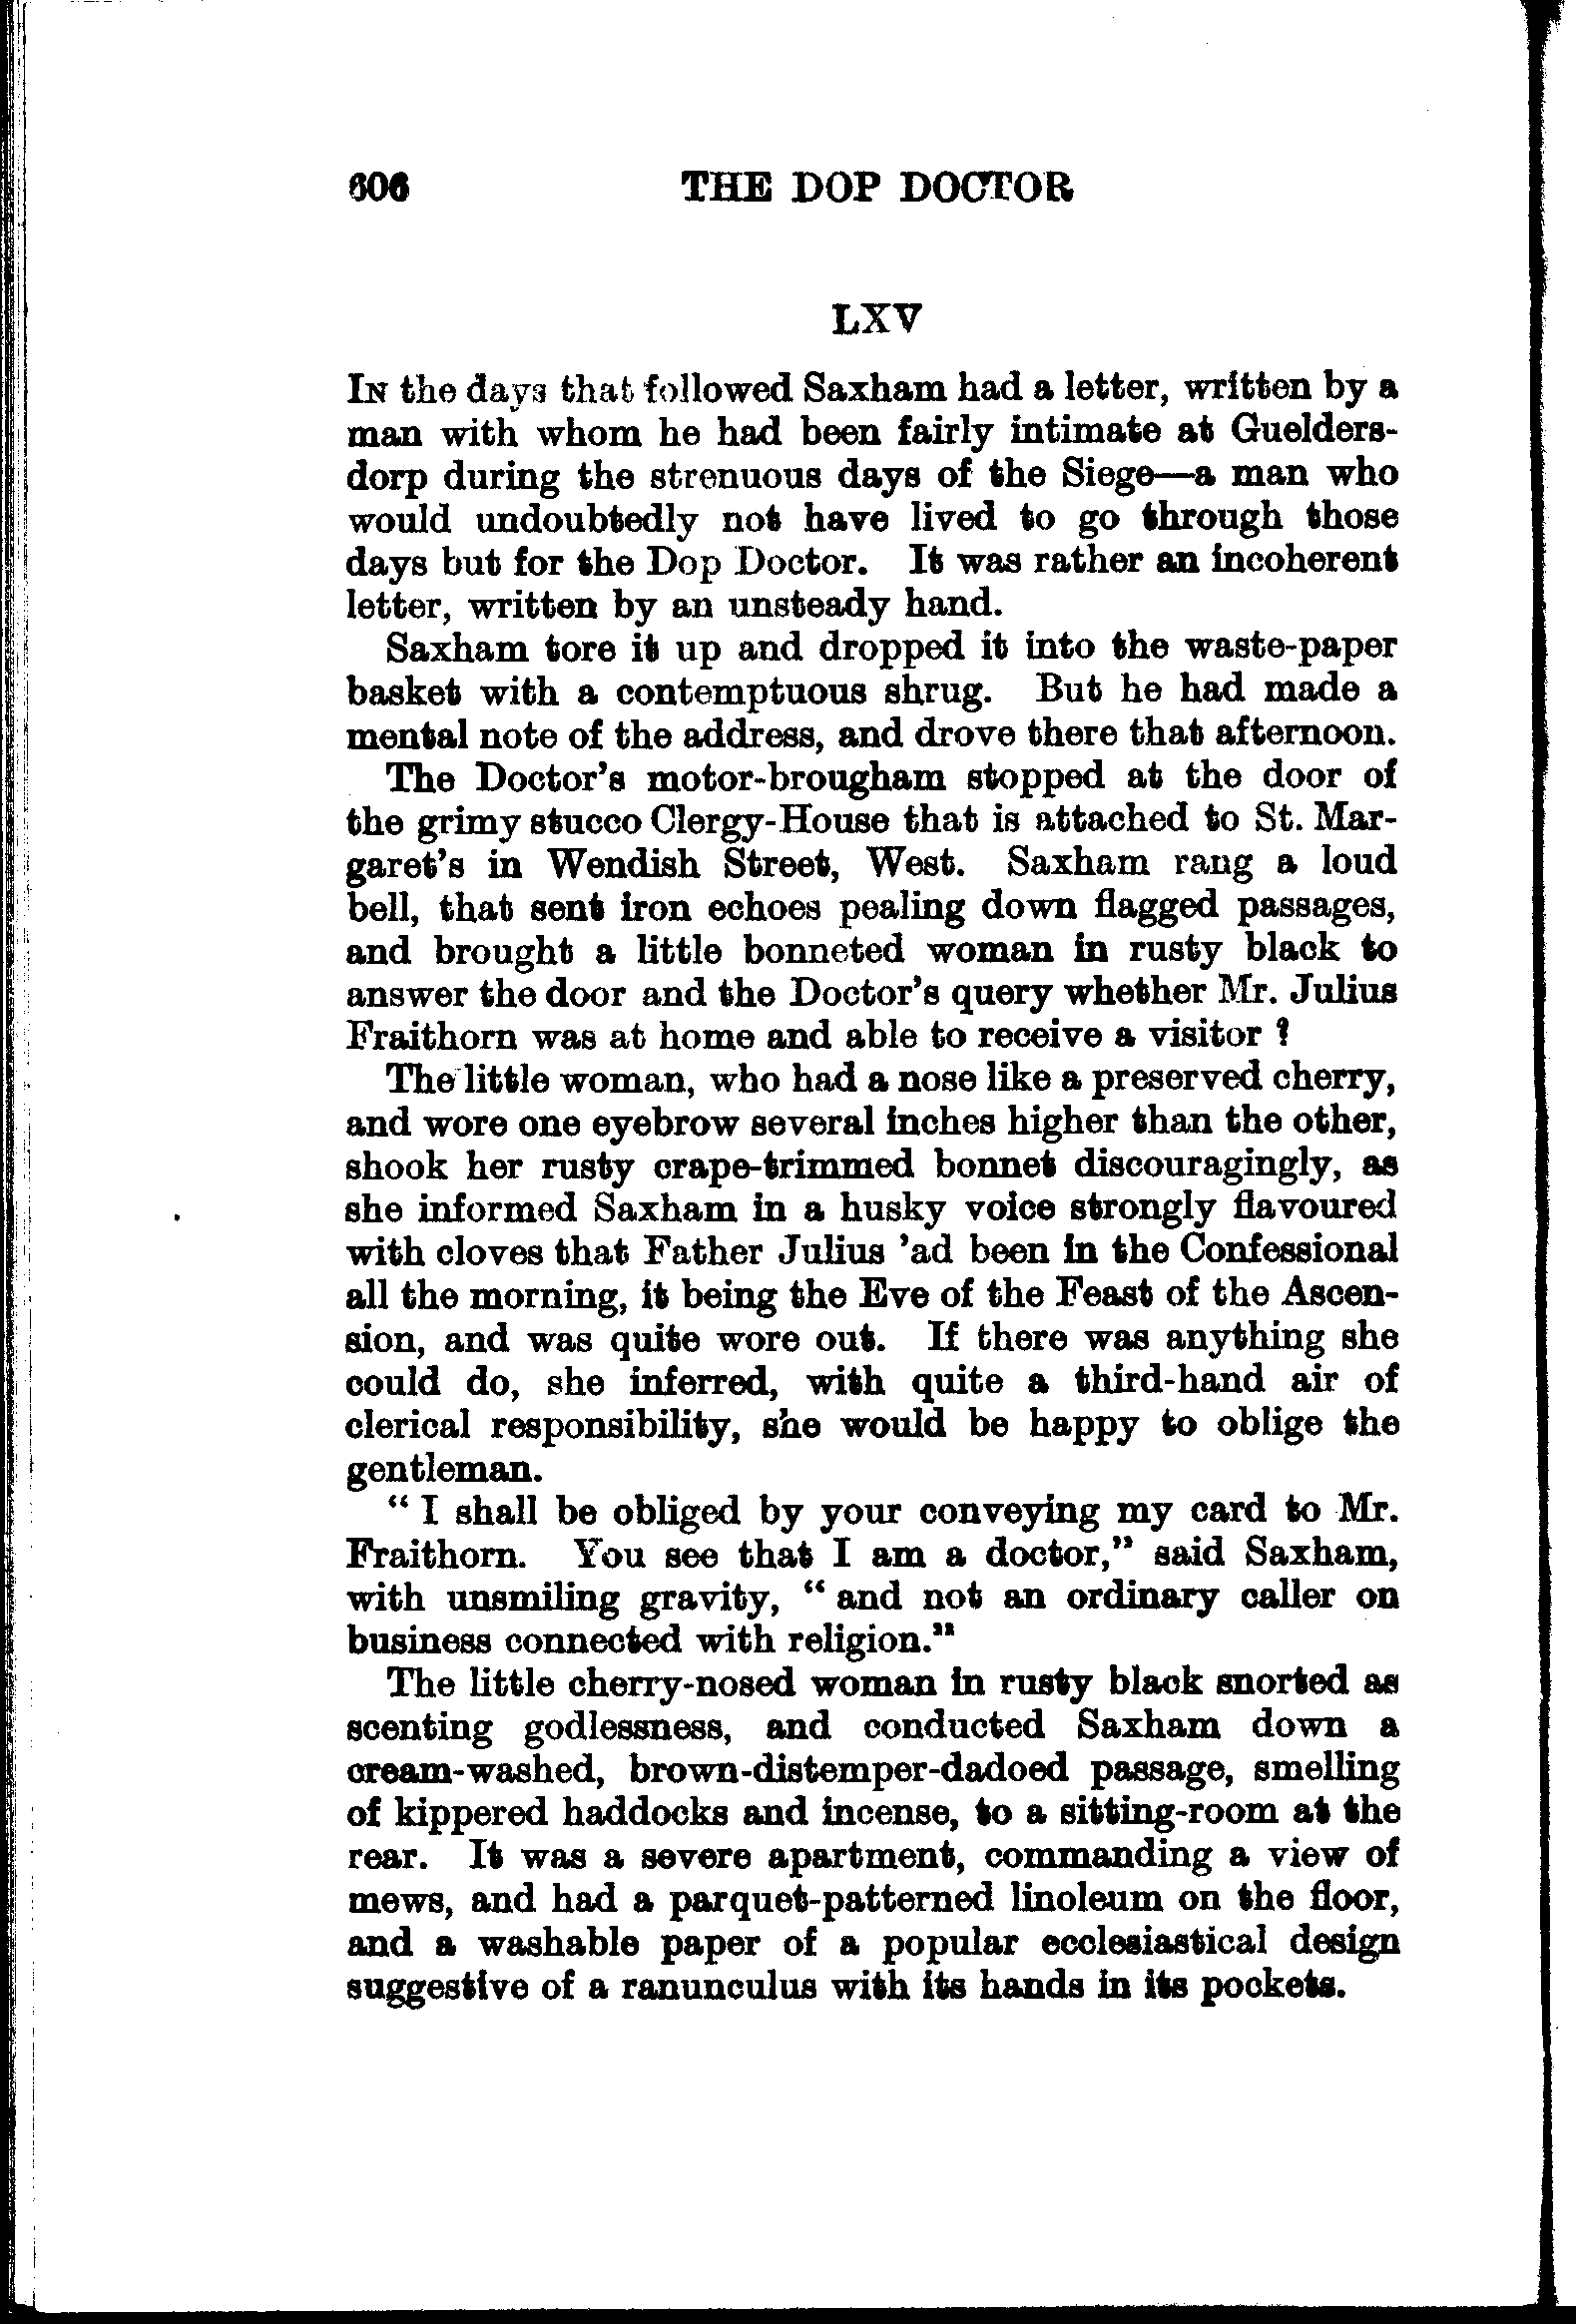 606 THE DOP DOCTOR
LXV
IN the days that followed Saxham had a letter, written by a
man with whom he had been fairly intimate at Guelders-
dorp during the strenuous days of the Siege—a man who
would undoubtedly not have lived to go through those
days but for the Dop Doctor. It was rather an incoherent
letter, written by an unsteady hand.
Saxham tore it up and dropped it into the waste-paper
basket with a contemptuous shrug. But he had made a
mental note of the address, and drove there that afternoon.
The Doctor's motor-brougham stopped at the door of
the grimy stucco Clergy-House that is attached to St. Mar-
garet's in Wendish Street, West. Saxham rang a loud
bell, that sent iron echoes pealing down flagged passages,
and brought a little bonneted woman in rusty black to
answer the door and the Doctor's query whether Mr. Julius
Fraithorn was at home and able to receive a visitor ?
The little woman, who had a nose like a preserved cherry,
and wore one eyebrow several inches higher than the other,
shook her rusty crape-trimmed bonnet discouragingly, as
she informed Saxham in a husky voice strongly flavoured
with cloves that Father Julius 'ad been in the Confessional
all the morning, it being the Eve of the Feast of the Ascen-
sion, and was quite wore out. If there was anything she
could do, she inferred, with quite a third-hand air of
clerical responsibility, she would be happy to oblige the
gentleman.
" I shall be obliged by your conveying my card to Mr.
Fraithorn. You see that I am a doctor," said Saxham,
with unsmiling gravity, " and not an ordinary caller on
business connected with religion."
The little cherry-nosed woman in rusty black snorted as
scenting godlessness, and conducted Saxham down a
cream-washed, brown-distemper-dadoed passage, smelling
of kippered haddocks and incense, to a sitting-room at the
rear. It was a severe apartment, commanding a view of
mews, and had a parquet-patterned linoleum on the floor,
and a washable paper of a popular ecclesiastical design
suggestive of a ranunculus with its hands in its pockets.